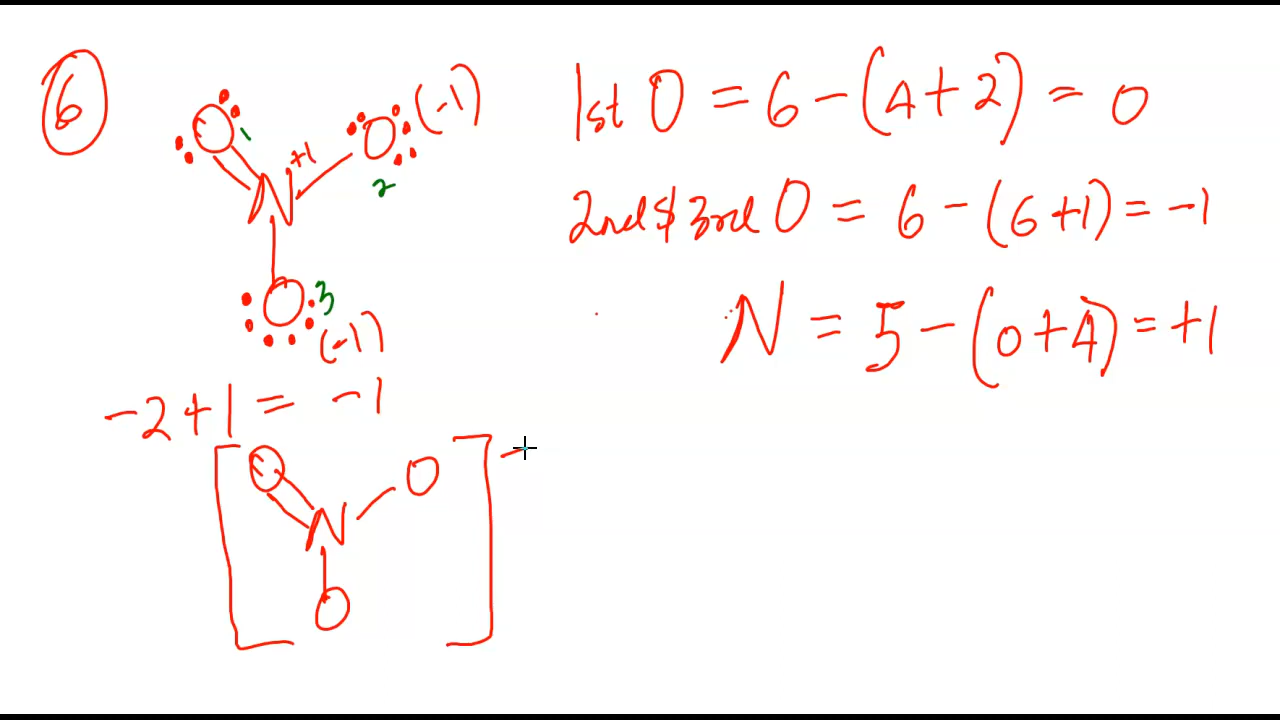 6
O 1
N +1
O (-1)
2
O 3
(-1)
1st O = 6 - (4+2) = 0
2nd & 3rd O = 6 - (6+1) = -1
N = 5 - (0+4) = +1
-2+1 = -1
[O O
N
O] -